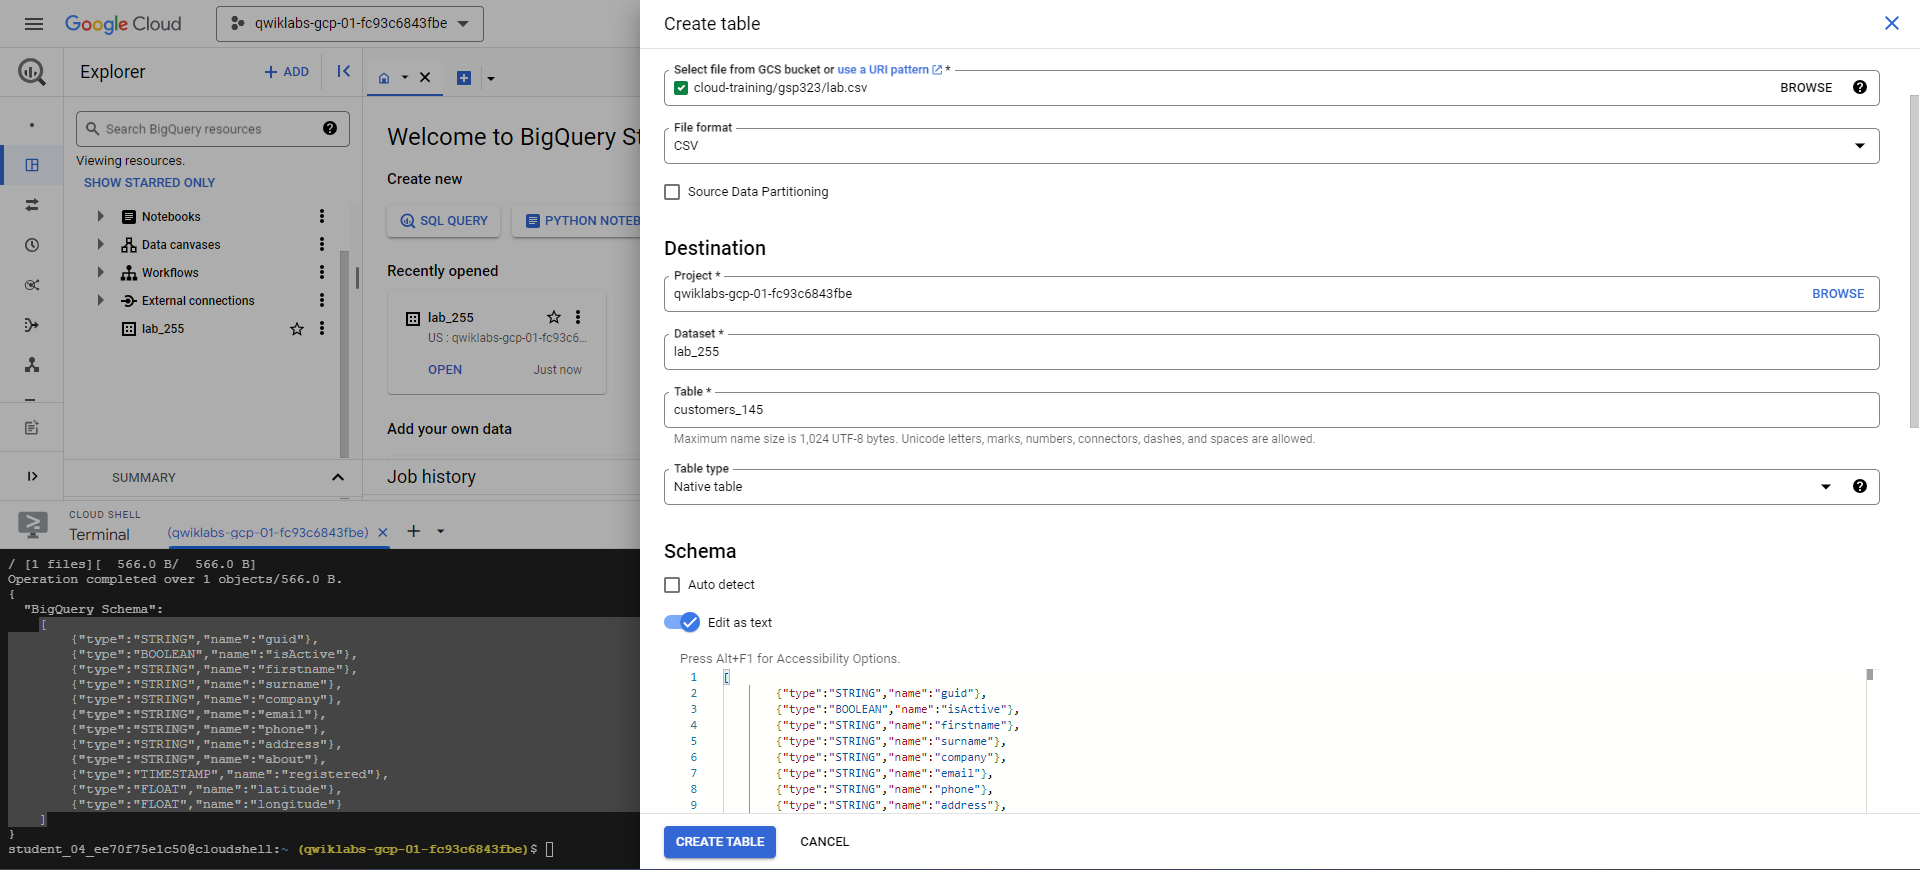 Google Cloud
qwiklabs-gcp-01-fc93c6843fbe
Explorer
ADD
Search BigQuery resources
Viewing resources.
SHOW STARRED ONLY
Notebooks
Data canvases
Workflows
External connections
lab_255
SUMMARY
Welcome to BigQuery St
Create new
SQL QUERY
PYTHON NOTEB
Recently opened
lab_255
US : qwiklabs-gcp-01-fc93c6...
OPEN
Just now
Add your own data
Job history
CLOUD SHELL
Terminal
(qwiklabs-gcp-01-fc93c6843fbe)
/ [1 files][  566.0 B/  566.0 B]
Operation completed over 1 objects/566.0 B.
{
"BigQuery Schema":
[
{"type":"STRING","name":"guid"},
{"type":"BOOLEAN","name":"isActive"},
{"type":"STRING","name":"firstname"},
{"type":"STRING","name":"surname"},
{"type":"STRING","name":"company"},
{"type":"STRING","name":"email"},
{"type":"STRING","name":"phone"},
{"type":"STRING","name":"address"},
{"type":"STRING","name":"about"},
{"type":"TIMESTAMP","name":"registered"},
{"type":"FLOAT","name":"latitude"},
{"type":"FLOAT","name":"longitude"}
]
}
student_04_ee70f75e1c50@cloudshell:~ (qwiklabs-gcp-01-fc93c6843fbe)$
Create table
Select file from GCS bucket or use a URI pattern *
cloud-training/gsp323/lab.csv
BROWSE
File format
CSV
Source Data Partitioning
Destination
Project *
qwiklabs-gcp-01-fc93c6843fbe
BROWSE
Dataset *
lab_255
Table *
customers_145
Maximum name size is 1,024 UTF-8 bytes. Unicode letters, marks, numbers, connectors, dashes, and spaces are allowed.
Table type
Native table
Schema
Auto detect
Edit as text
Press Alt+F1 for Accessibility Options.
1 [
2 {"type":"STRING","name":"guid"},
3 {"type":"BOOLEAN","name":"isActive"},
4 {"type":"STRING","name":"firstname"},
5 {"type":"STRING","name":"surname"},
6 {"type":"STRING","name":"company"},
7 {"type":"STRING","name":"email"},
8 {"type":"STRING","name":"phone"},
9 {"type":"STRING","name":"address"},
CREATE TABLE
CANCEL